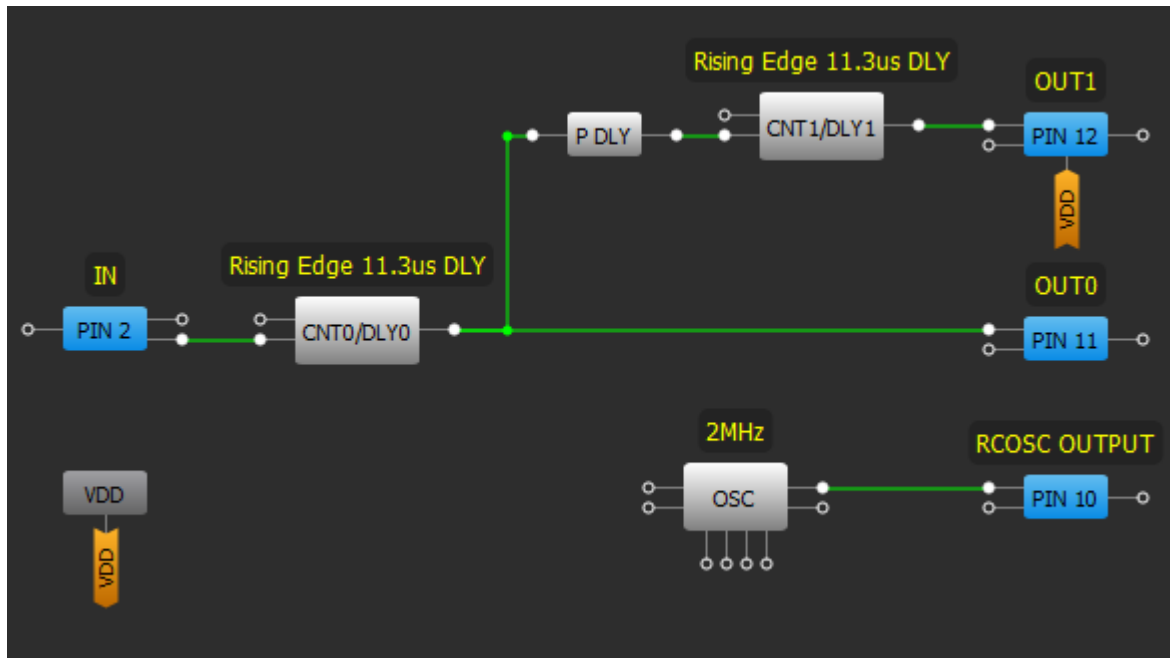 Rising Edge 11.3us DLY
OUT1
P DLY
CNT1/DLY1
PIN 12
VDD
IN
Rising Edge 11.3us DLY
OUT0
PIN 2
CNT0/DLY0
PIN 11
2MHz
RCOSC OUTPUT
VDD
OSC
PIN 10
VDD